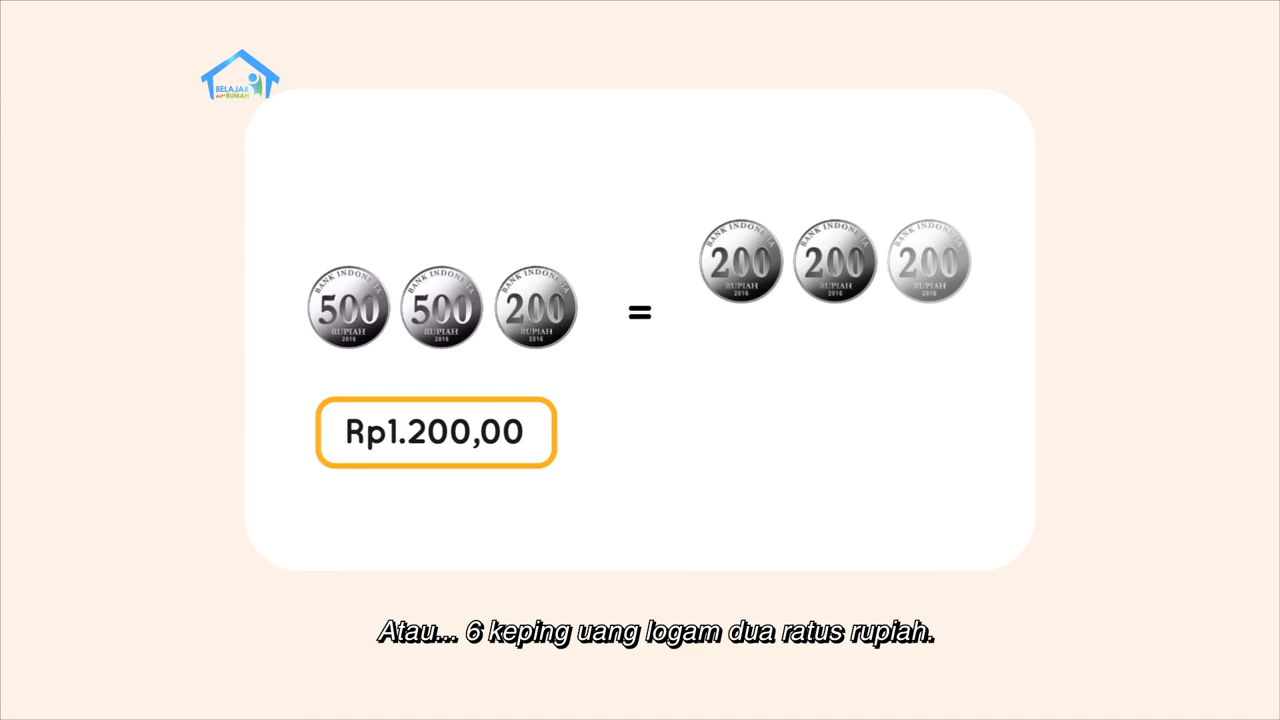 BELAJAR
dari RUMAH
BANK INDONESIA
500
RUPIAH
2016
BANK INDONESIA
500
RUPIAH
2016
BANK INDONESIA
200
RUPIAH
2016
=
BANK INDONESIA
200
RUPIAH
2016
BANK INDONESIA
200
RUPIAH
2016
BANK INDONESIA
200
RUPIAH
2016
Rp1.200,00
Atau... 6 keping uang logam dua ratus rupiah.